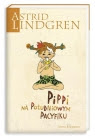 ASTRID
LINDGREN
PIPPI
NA POŁUDNIOWYM
PACYFIKU